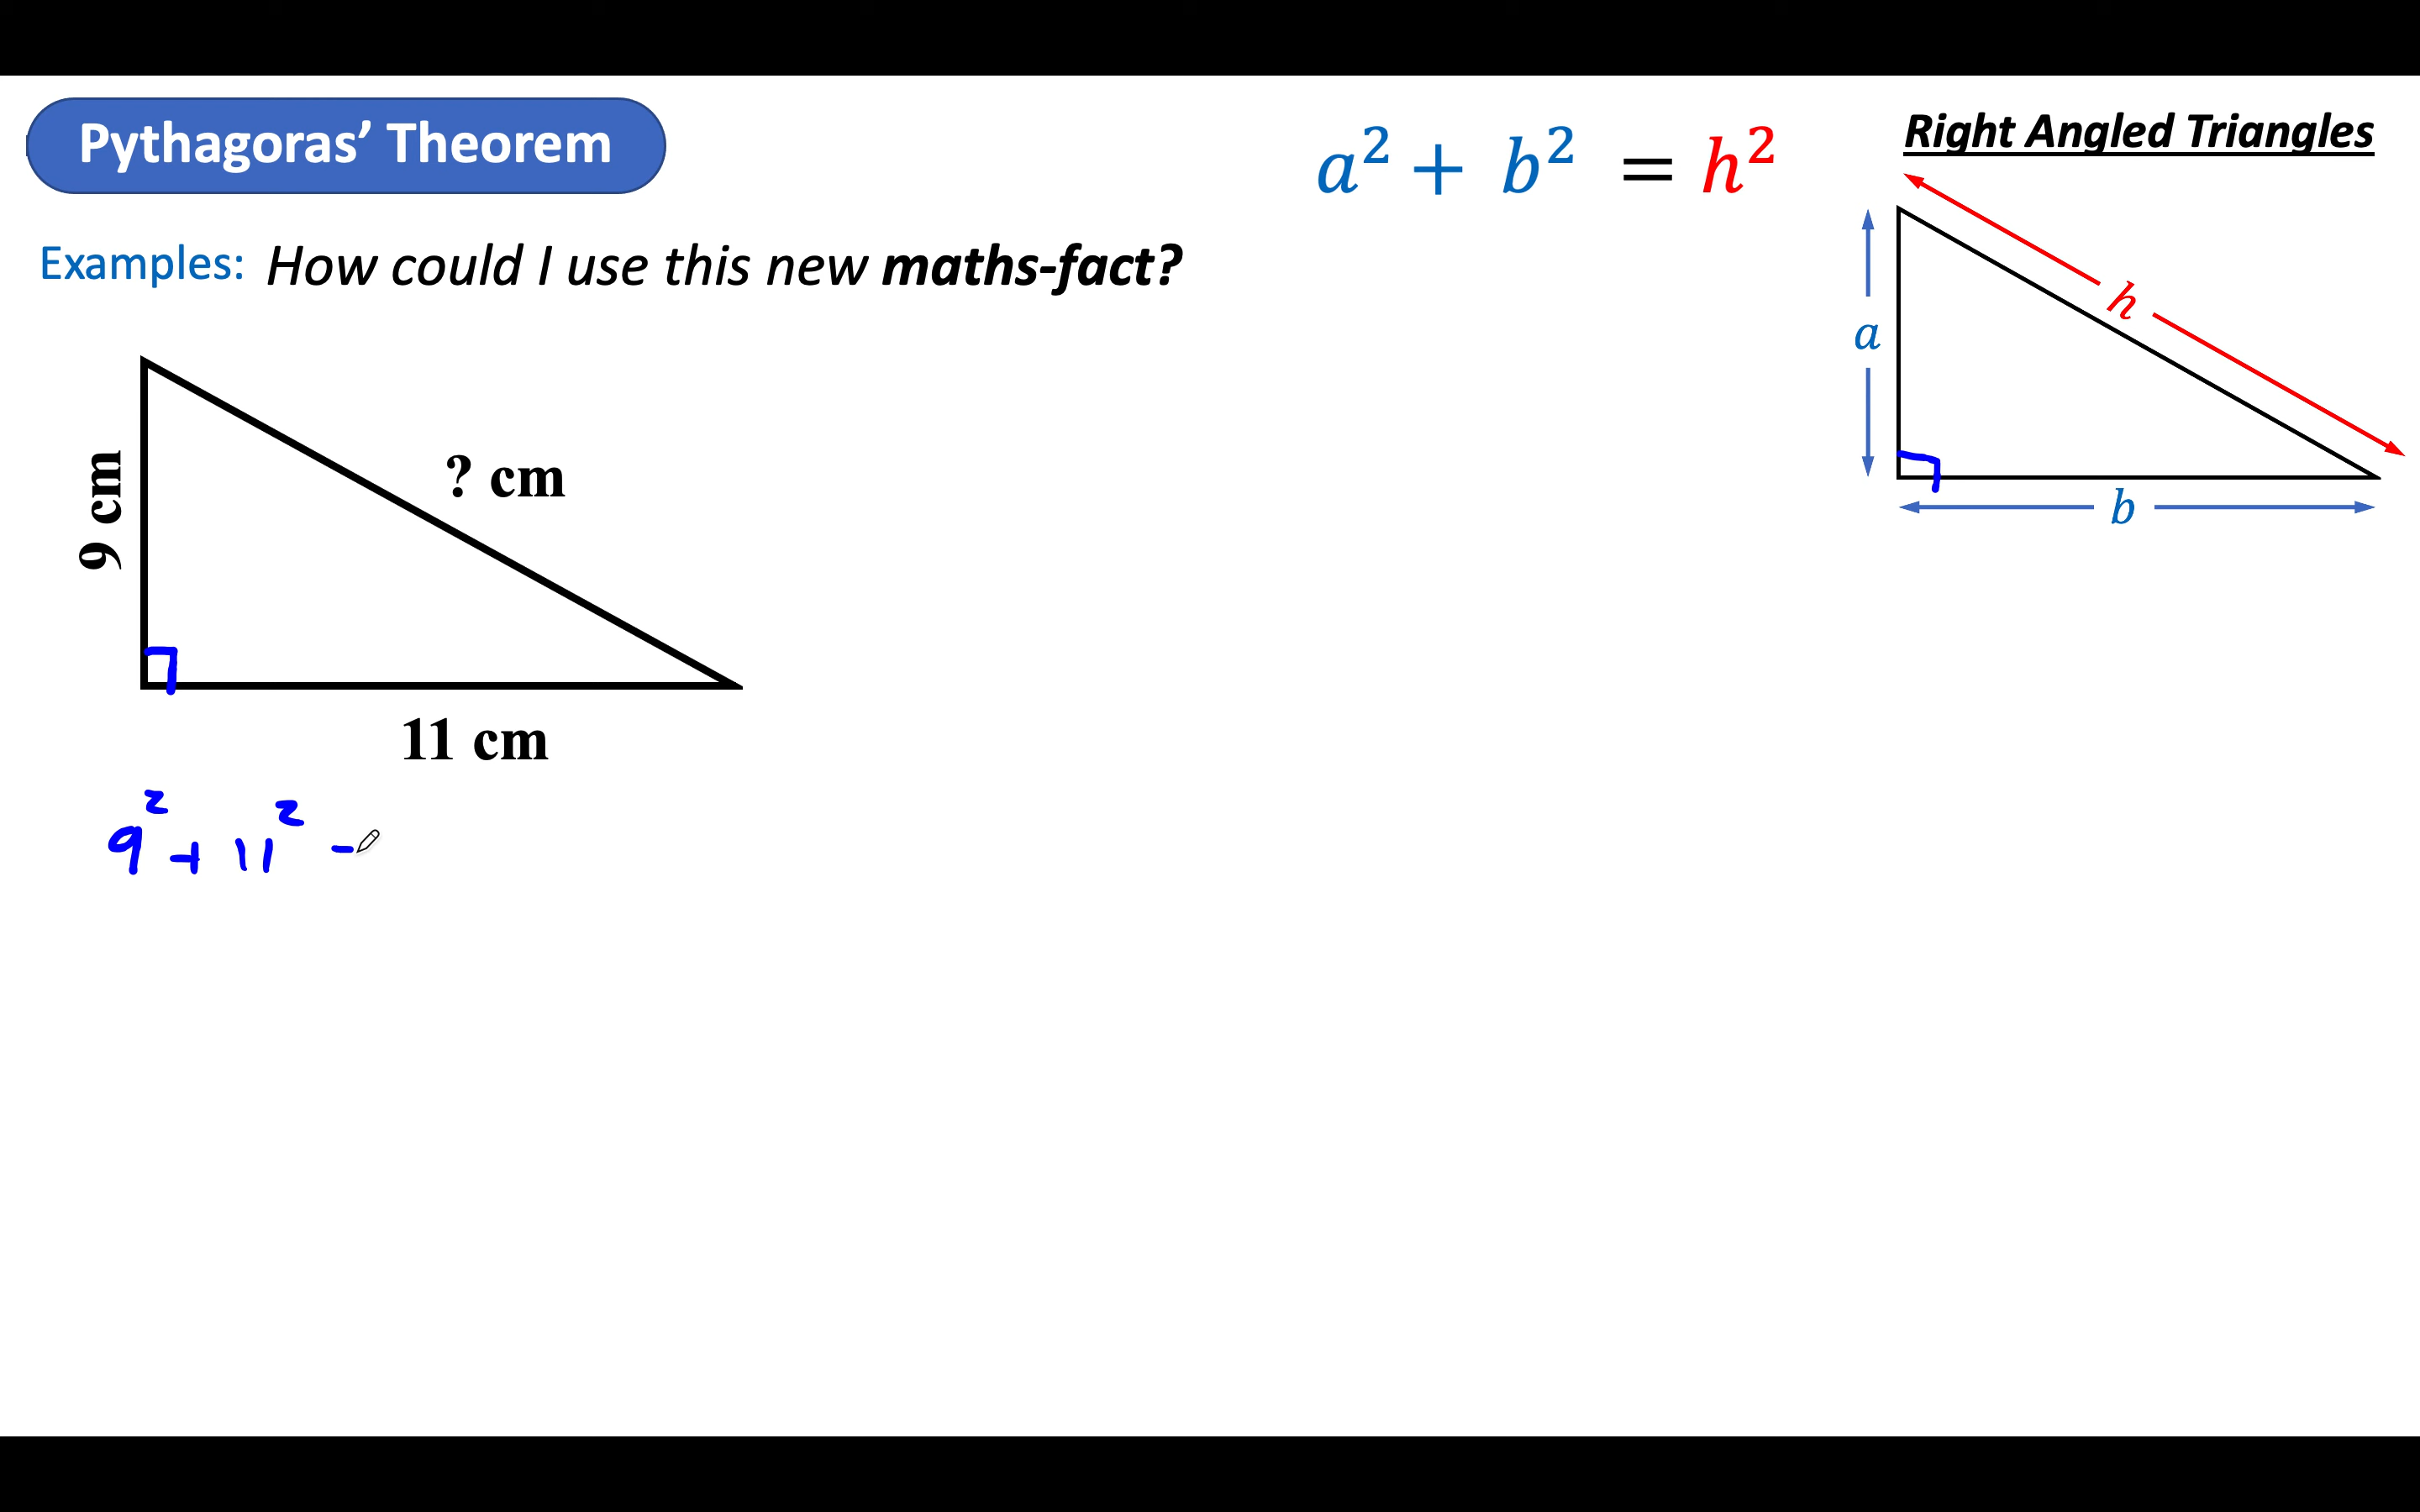 Pythagoras’ Theorem
a² + b² = h²
Right Angled Triangles
Examples: How could I use this new maths-fact?
a
h
b
9 cm
? cm
11 cm
9² + 11² -